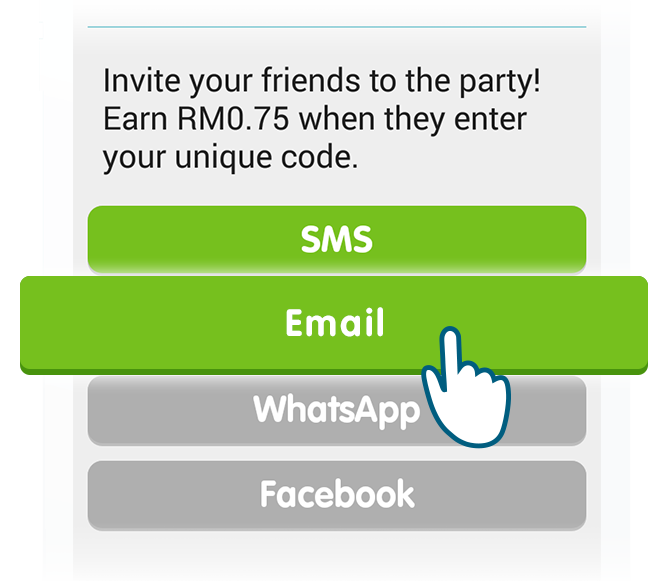 Invite your friends to the party!
Earn RM0.75 when they enter
your unique code.
SMS
Email
WhatsApp
Facebook